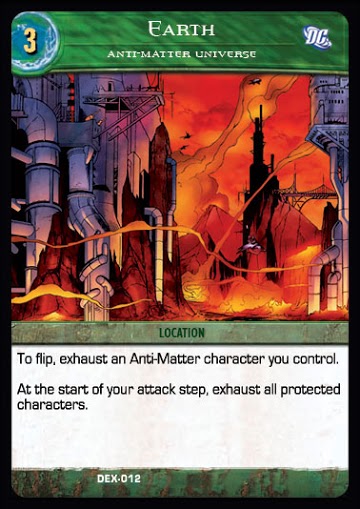 3
EARTH
ANTI-MATTER UNIVERSE
DC
LOCATION
To flip, exhaust an Anti-Matter character you control.
At the start of your attack step, exhaust all protected
characters.
DEX-012